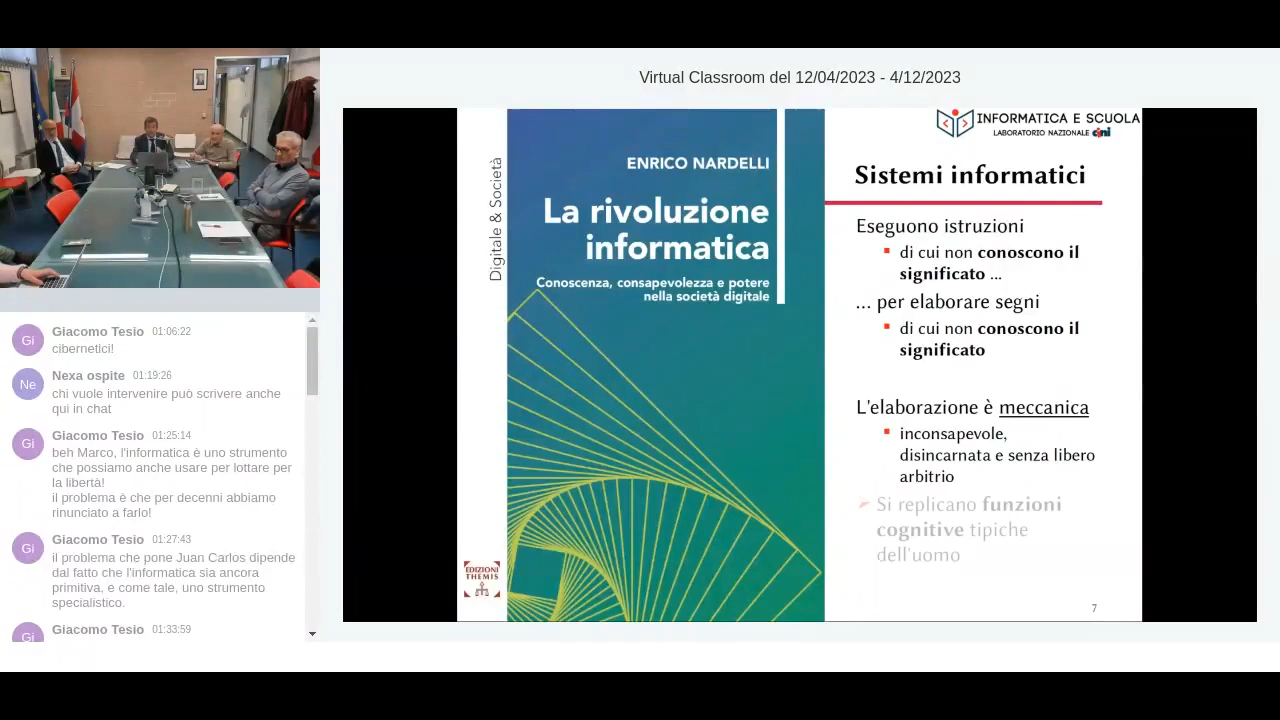 Virtual Classroom del 12/04/2023 - 4/12/2023
Gi
Giacomo Tesio 01:06:22
cibernetici!
Ne
Nexa ospite 01:19:26
chi vuole intervenire può scrivere anche
qui in chat
Gi
Giacomo Tesio 01:25:14
beh Marco, l'informatica è uno strumento
che possiamo anche usare per lottare per
la libertà!
il problema è che per decenni abbiamo
rinunciato a farlo!
Gi
Giacomo Tesio 01:27:43
il problema che pone Juan Carlos dipende
dal fatto che l'informatica sia ancora
primitiva, e come tale, uno strumento
specialistico.
Gi
Giacomo Tesio 01:33:59
Digitale & Società
ENRICO NARDELLI
La rivoluzione
informatica
Conoscenza, consapevolezza e potere
nella società digitale
EDIZIONI
THEMIS
INFORMATICA E SCUOLA
LABORATORIO NAZIONALE cini
Sistemi informatici
Eseguono istruzioni
di cui non conoscono il
significato ...
... per elaborare segni
di cui non conoscono il
significato
L'elaborazione è meccanica
inconsapevole,
disincarnata e senza libero
arbitrio
Si replicano funzioni
cognitive tipiche
dell'uomo
7